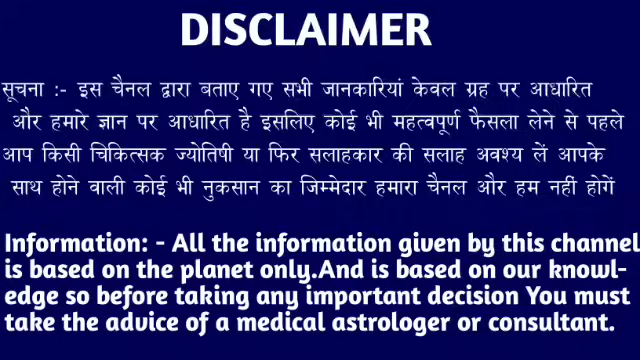 DISCLAIMER
सूचना :- इस चैनल द्वारा बताए गए सभी जानकारियां केवल ग्रह पर आधारित
और हमारे ज्ञान पर आधारित है इसलिए कोई भी महत्वपूर्ण फैसला लेने से पहले
आप किसी चिकित्सक ज्योतिषी या फिर सलाहकार की सलाह अवश्य लें आपके
साथ होने वाली कोई भी नुकसान का जिम्मेदार हमारा चैनल और हम नहीं होगें
Information: - All the information given by this channel
is based on the planet only.And is based on our knowl-
edge so before taking any important decision You must
take the advice of a medical astrologer or consultant.